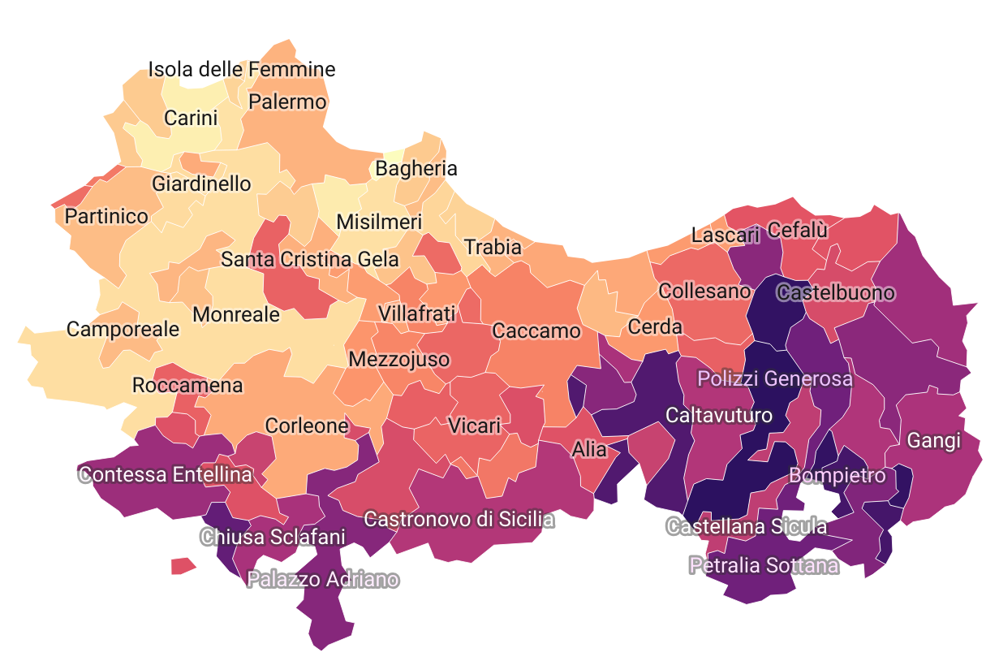 Isola delle Femmine
Palermo
Carini
Bagheria
Giardinello
Partinico
Misilmeri
Lascari
Cefalù
Trabia
Santa Cristina Gela
Collesano
Castelbuono
Monreale
Villafrati
Camporeale
Caccamo
Cerda
Mezzojuso
Roccamena
Polizzi Generosa
Caltavuturo
Corleone
Vicari
Gangi
Alia
Contessa Entellina
Bompietro
Castronovo di Sicilia
Castellana Sicula
Chiusa Sclafani
Petralia Sottana
Palazzo Adriano